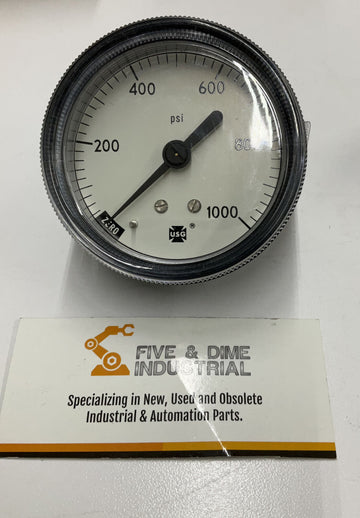 400
600
psi
200
80
1000
ZERO
USG
®
FIVE & DIME
INDUSTRIAL
Specializing in New, Used and Obsolete
Industrial & Automation Parts.